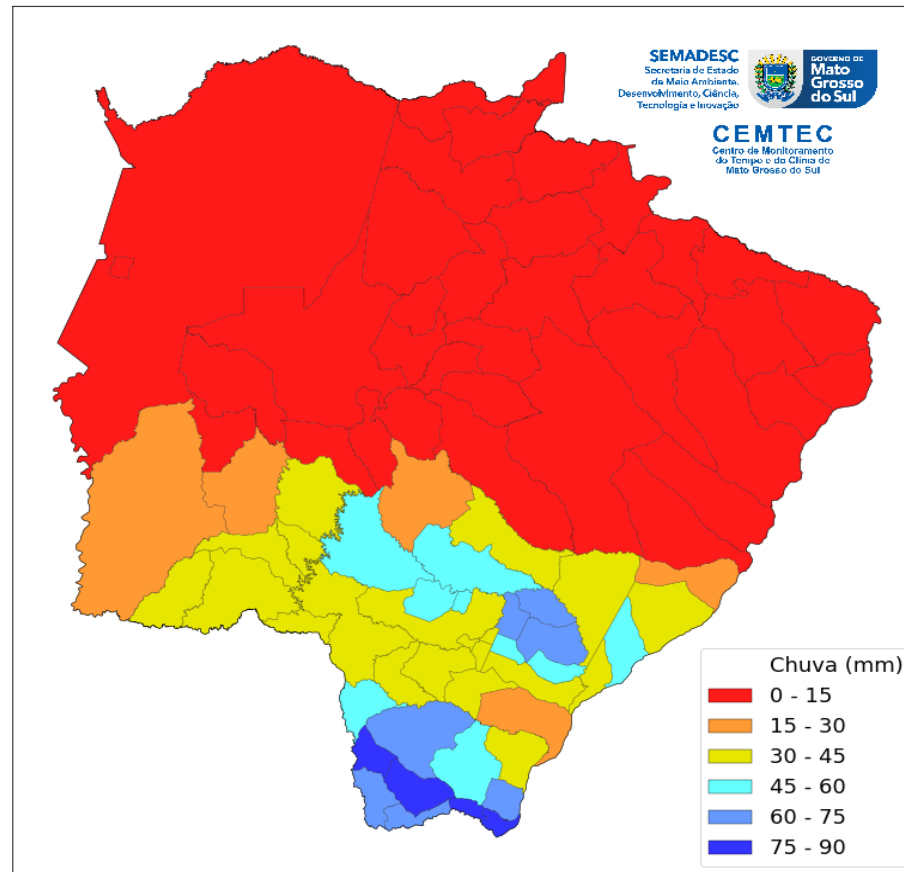 SEMADESC
Secretaria de Estado
de Meio Ambiente,
Desenvolvimento, Ciência,
Tecnologia e Inovação
GOVERNO DE
Mato
Grosso
do Sul
CEMTEC
Centro de Monitoramento
do Tempo e do Clima de
Mato Grosso do Sul
Chuva (mm)
0 - 15
15 - 30
30 - 45
45 - 60
60 - 75
75 - 90